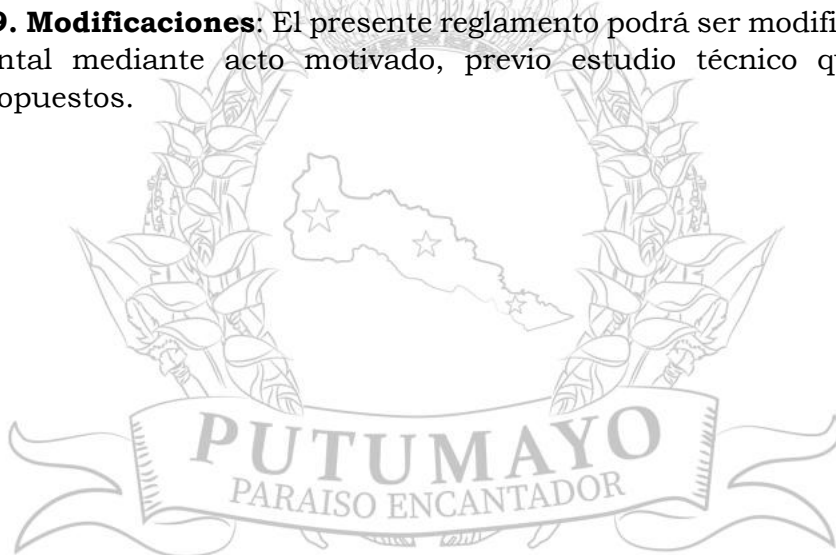 9. Modificaciones: El presente reglamento podrá ser modifi
ntal mediante acto motivado, previo estudio técnico q
opuestos.
PUTUMAYO
PARAISO ENCANTADOR